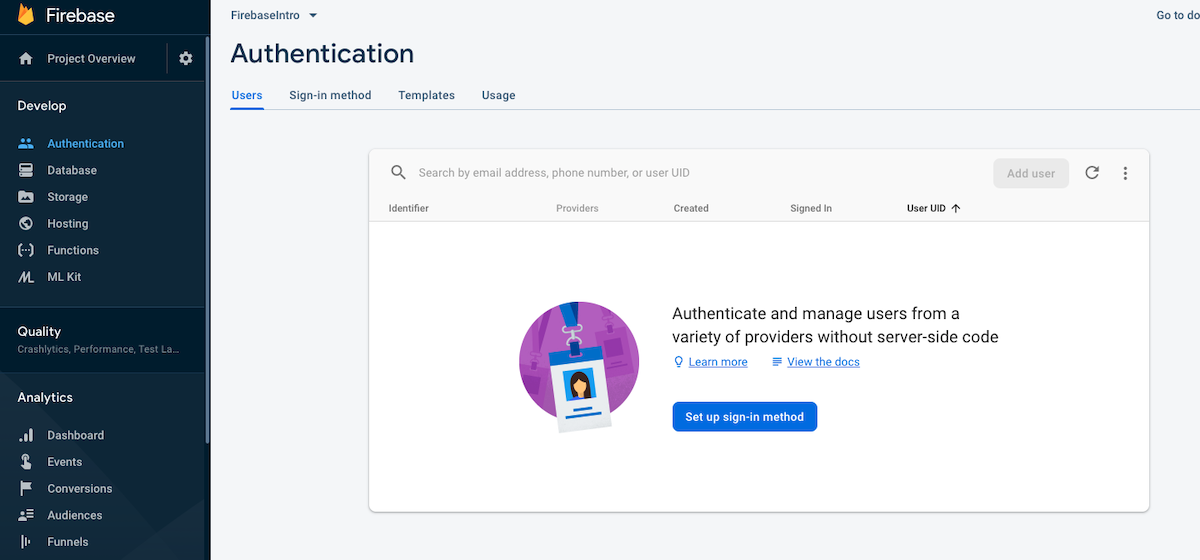 Firebase
Project Overview
Develop
Authentication
Database
Storage
Hosting
Functions
ML Kit
Quality
Crashlytics, Performance, Test La...
Analytics
Dashboard
Events
Conversions
Audiences
Funnels
FirebaseIntro
Go to do
Authentication
Users Sign-in method Templates Usage
Search by email address, phone number, or user UID
Add user
Identifier Providers Created Signed In User UID
Authenticate and manage users from a
variety of providers without server-side code
Learn more View the docs
Set up sign-in method